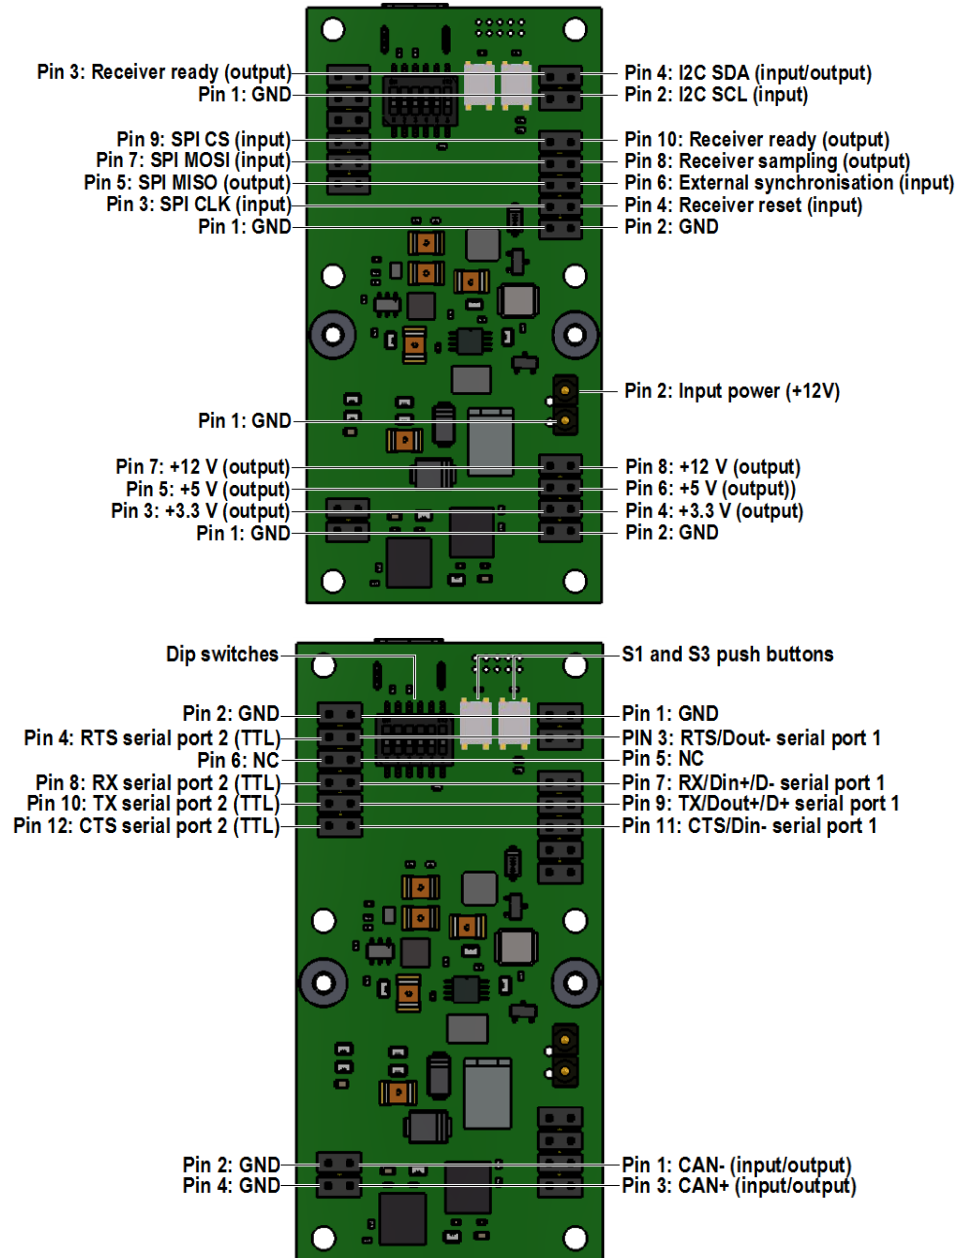 Pin 3: Receiver ready (output)
Pin 4: I2C SDA (input/output)
Pin 1: GND
Pin 2: I2C SCL (input)
Pin 9: SPI CS (input)
Pin 10: Receiver ready (output)
Pin 7: SPI MOSI (input)
Pin 8: Receiver sampling (output)
Pin 5: SPI MISO (output)
Pin 6: External synchronisation (input)
Pin 3: SPI CLK (input)
Pin 4: Receiver reset (input)
Pin 1: GND
Pin 2: GND
Pin 2: Input power (+12V)
Pin 1: GND
Pin 7: +12 V (output)
Pin 8: +12 V (output)
Pin 5: +5 V (output)
Pin 6: +5 V (output))
Pin 3: +3.3 V (output)
Pin 4: +3.3 V (output)
Pin 1: GND
Pin 2: GND
Dip switches
S1 and S3 push buttons
Pin 2: GND
Pin 1: GND
Pin 4: RTS serial port 2 (TTL)
PIN 3: RTS/Dout- serial port 1
Pin 6: NC
Pin 5: NC
Pin 8: RX serial port 2 (TTL)
Pin 7: RX/Din+/D- serial port 1
Pin 10: TX serial port 2 (TTL)
Pin 9: TX/Dout+/D+ serial port 1
Pin 12: CTS serial port 2 (TTL)
Pin 11: CTS/Din- serial port 1
Pin 2: GND
Pin 1: CAN- (input/output)
Pin 4: GND
Pin 3: CAN+ (input/output)